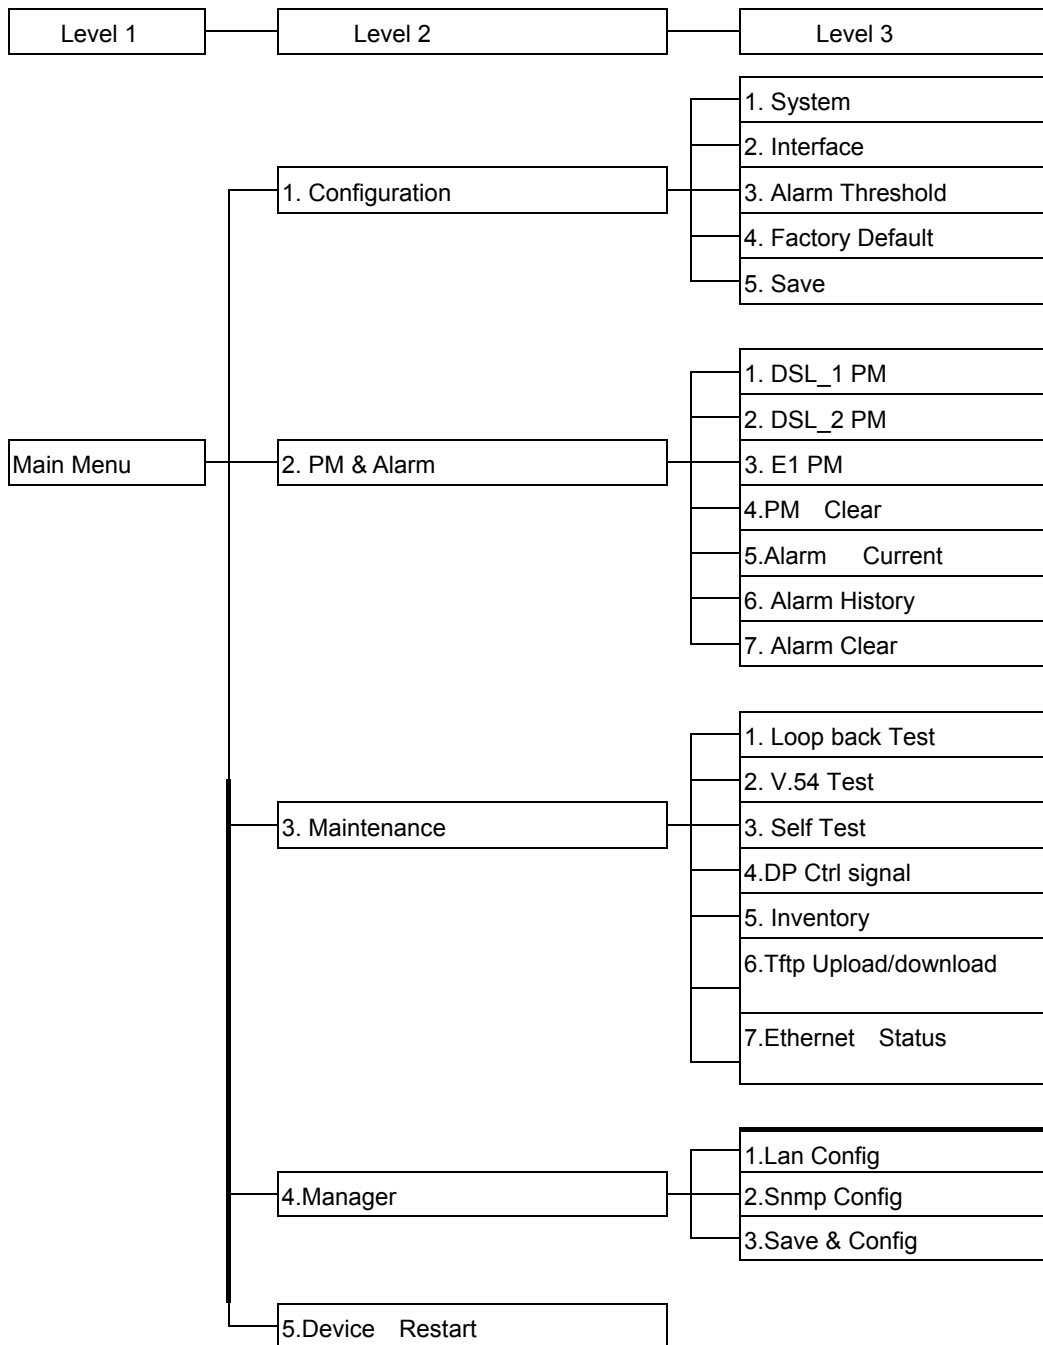 Level 1
Level 2
Level 3
1. Configuration
1. System
2. Interface
3. Alarm Threshold
4. Factory Default
5. Save
Main Menu
2. PM & Alarm
1. DSL_1 PM
2. DSL_2 PM
3. E1 PM
4.PM Clear
5.Alarm Current
6. Alarm History
7. Alarm Clear
3. Maintenance
1. Loop back Test
2. V.54 Test
3. Self Test
4.DP Ctrl signal
5. Inventory
6.Tftp Upload/download
7.Ethernet Status
4.Manager
1.Lan Config
2.Snmp Config
3.Save & Config
5.Device Restart